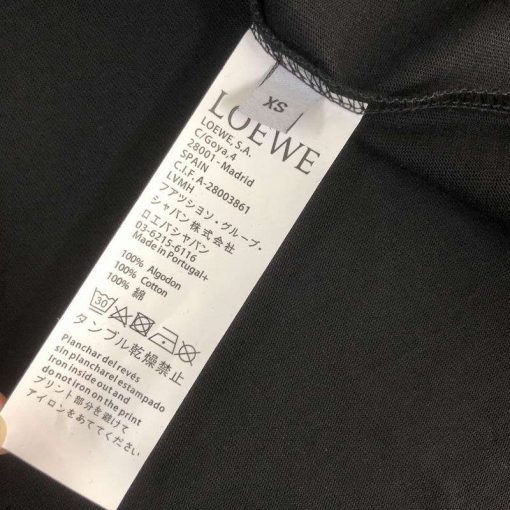 XS
LOEWE
LOEWE, S.A.
C/Goya, 4
28001 - Madrid
SPAIN
C.I.F. A-28003861
LVMH
ファッション・グループ・
ジャパン株式会社
ロエベジャパン
03-6215-6116
Made in Portugal+
100% Algodon
100% Cotton
100% 綿
30
タンブル乾燥禁止
Planchar del revés
sin planchar el estampado
Iron inside out and
do not iron on the print
プリント部分を避けて
アイロンをあててください